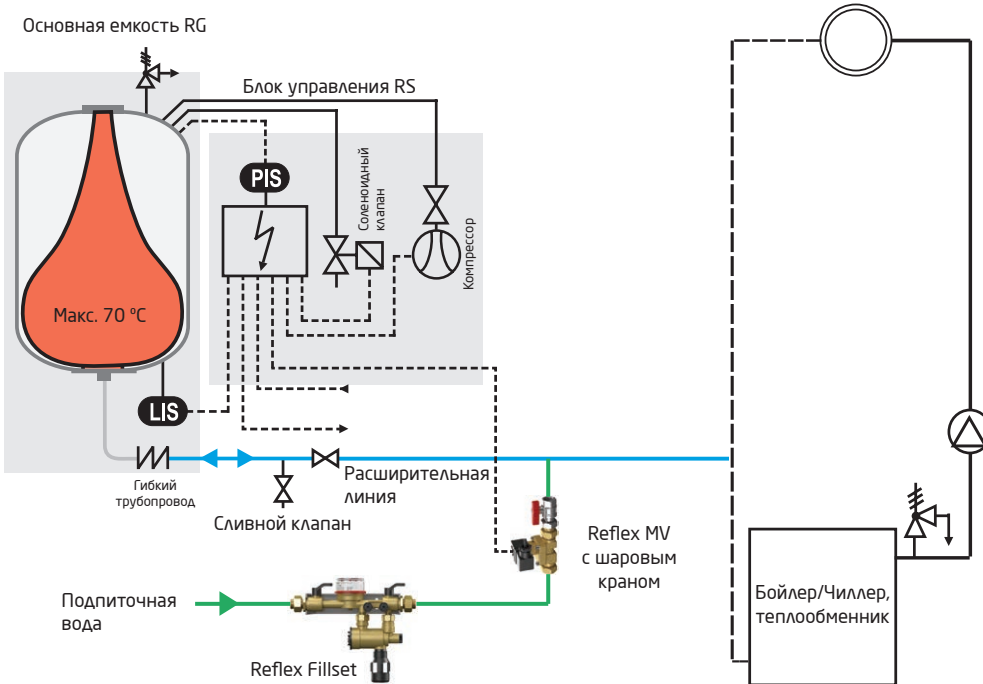 Основная емкость RG
Блок управления RS
PIS
Соленоидный
клапан
Компрессор
Макс. 70 °C
LIS
Гибкий
трубопровод
Расширительная
линия
Сливной клапан
Reflex MV
с шаровым
краном
Подпиточная
вода
Reflex Fillset
Бойлер/Чиллер,
теплообменник